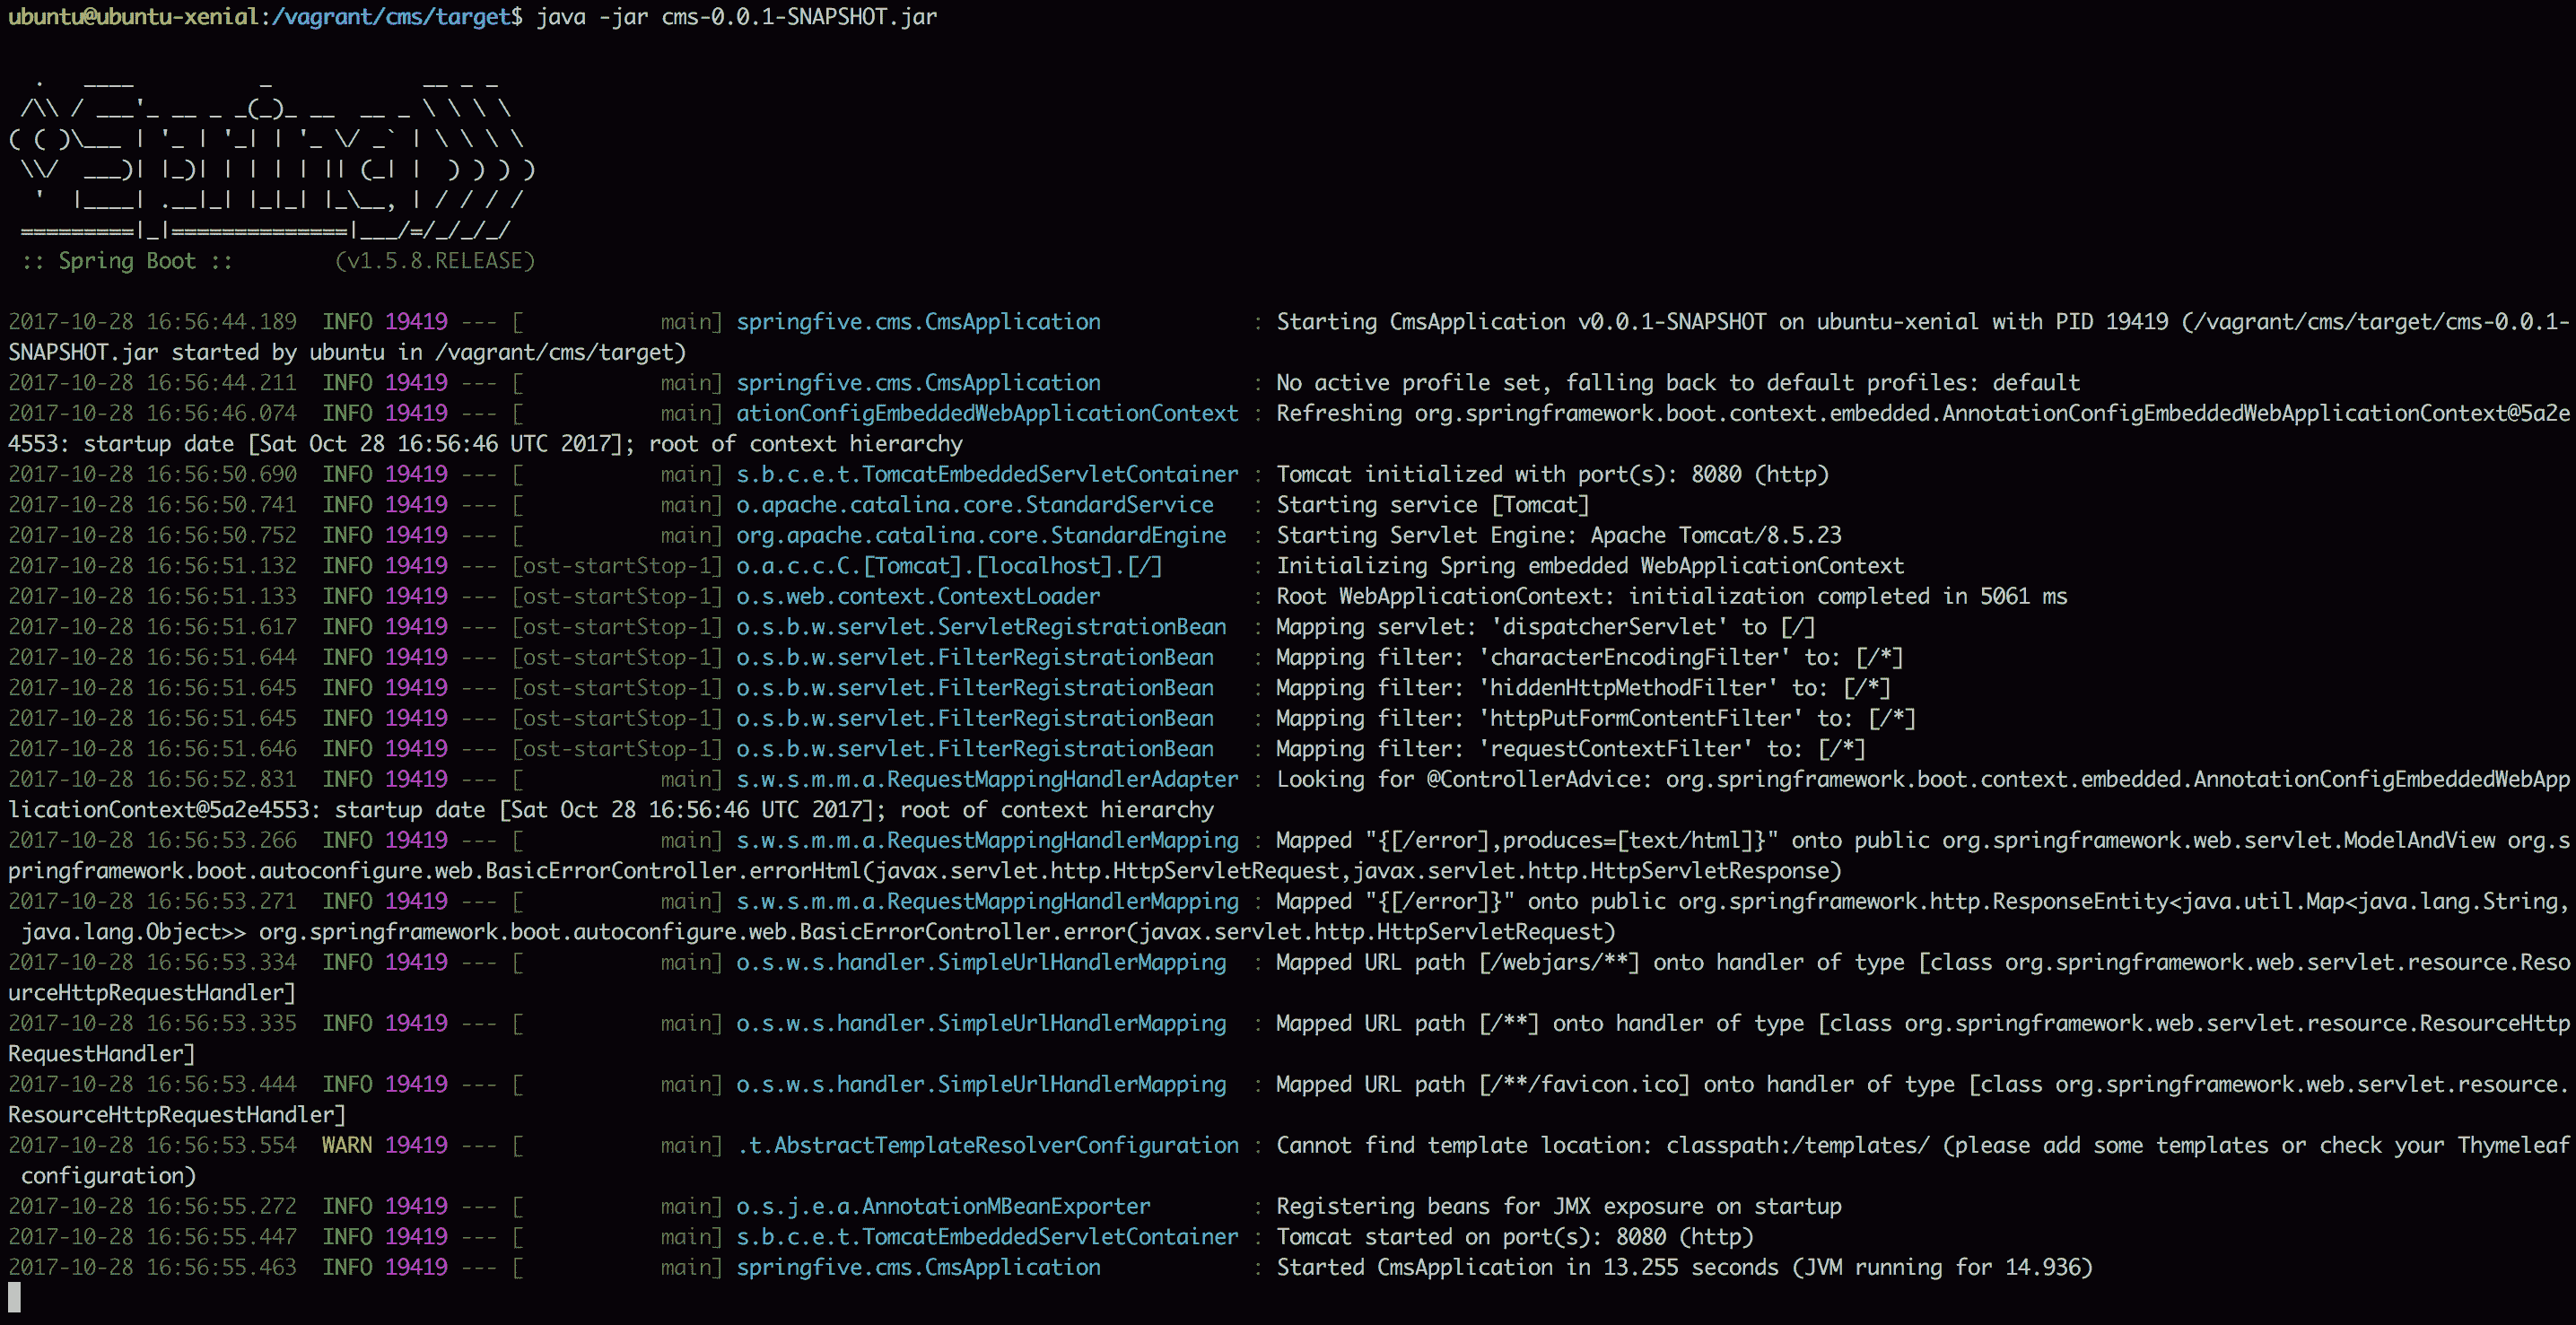 ubuntu@ubuntu-xenial:/vagrant/cms/target$ java -jar cms-0.0.1-SNAPSHOT.jar
  .   ____          _            __ _ _
 /\\ / ___'_ __ _ _(_)_ __  __ _ \ \ \ \
( ( )\___ | '_ | '_| | '_ \/ _` | \ \ \ \
 \\/  ___)| |_)| | | | | || (_| |  ) ) ) )
  '  |____| .__|_| |_|_| |_\__, | / / / /
 =========|_|==============|___/=/_/_/_/
 :: Spring Boot ::        (v1.5.8.RELEASE)
2017-10-28 16:56:44.189  INFO 19419 --- [           main] springfive.cms.CmsApplication            : Starting CmsApplication v0.0.1-SNAPSHOT on ubuntu-xenial with PID 19419 (/vagrant/cms/target/cms-0.0.1-
SNAPSHOT.jar started by ubuntu in /vagrant/cms/target)
2017-10-28 16:56:44.211  INFO 19419 --- [           main] springfive.cms.CmsApplication            : No active profile set, falling back to default profiles: default
2017-10-28 16:56:46.074  INFO 19419 --- [           main] ationConfigEmbeddedWebApplicationContext : Refreshing org.springframework.boot.context.embedded.AnnotationConfigEmbeddedWebApplicationContext@5a2e
4553: startup date [Sat Oct 28 16:56:46 UTC 2017]; root of context hierarchy
2017-10-28 16:56:50.690  INFO 19419 --- [           main] s.b.c.e.t.TomcatEmbeddedServletContainer : Tomcat initialized with port(s): 8080 (http)
2017-10-28 16:56:50.741  INFO 19419 --- [           main] o.apache.catalina.core.StandardService   : Starting service [Tomcat]
2017-10-28 16:56:50.752  INFO 19419 --- [           main] org.apache.catalina.core.StandardEngine  : Starting Servlet Engine: Apache Tomcat/8.5.23
2017-10-28 16:56:51.132  INFO 19419 --- [ost-startStop-1] o.a.c.c.C.[Tomcat].[localhost].[/]       : Initializing Spring embedded WebApplicationContext
2017-10-28 16:56:51.133  INFO 19419 --- [ost-startStop-1] o.s.web.context.ContextLoader            : Root WebApplicationContext: initialization completed in 5061 ms
2017-10-28 16:56:51.617  INFO 19419 --- [ost-startStop-1] o.s.b.w.servlet.ServletRegistrationBean  : Mapping servlet: 'dispatcherServlet' to [/]
2017-10-28 16:56:51.644  INFO 19419 --- [ost-startStop-1] o.s.b.w.servlet.FilterRegistrationBean   : Mapping filter: 'characterEncodingFilter' to: [/*]
2017-10-28 16:56:51.645  INFO 19419 --- [ost-startStop-1] o.s.b.w.servlet.FilterRegistrationBean   : Mapping filter: 'hiddenHttpMethodFilter' to: [/*]
2017-10-28 16:56:51.645  INFO 19419 --- [ost-startStop-1] o.s.b.w.servlet.FilterRegistrationBean   : Mapping filter: 'httpPutFormContentFilter' to: [/*]
2017-10-28 16:56:51.646  INFO 19419 --- [ost-startStop-1] o.s.b.w.servlet.FilterRegistrationBean   : Mapping filter: 'requestContextFilter' to: [/*]
2017-10-28 16:56:52.831  INFO 19419 --- [           main] s.w.s.m.m.a.RequestMappingHandlerAdapter : Looking for @ControllerAdvice: org.springframework.boot.context.embedded.AnnotationConfigEmbeddedWebApp
licationContext@5a2e4553: startup date [Sat Oct 28 16:56:46 UTC 2017]; root of context hierarchy
2017-10-28 16:56:53.266  INFO 19419 --- [           main] s.w.s.m.m.a.RequestMappingHandlerMapping : Mapped "{[/error],produces=[text/html]}" onto public org.springframework.web.servlet.ModelAndView org.s
pringframework.boot.autoconfigure.web.BasicErrorController.errorHtml(javax.servlet.http.HttpServletRequest,javax.servlet.http.HttpServletResponse)
2017-10-28 16:56:53.271  INFO 19419 --- [           main] s.w.s.m.m.a.RequestMappingHandlerMapping : Mapped "{[/error]}" onto public org.springframework.http.ResponseEntity<java.util.Map<java.lang.String,
 java.lang.Object>> org.springframework.boot.autoconfigure.web.BasicErrorController.error(javax.servlet.http.HttpServletRequest)
2017-10-28 16:56:53.334  INFO 19419 --- [           main] o.s.w.s.handler.SimpleUrlHandlerMapping  : Mapped URL path [/webjars/**] onto handler of type [class org.springframework.web.servlet.resource.Reso
urceHttpRequestHandler]
2017-10-28 16:56:53.335  INFO 19419 --- [           main] o.s.w.s.handler.SimpleUrlHandlerMapping  : Mapped URL path [/**] onto handler of type [class org.springframework.web.servlet.resource.ResourceHttp
RequestHandler]
2017-10-28 16:56:53.444  INFO 19419 --- [           main] o.s.w.s.handler.SimpleUrlHandlerMapping  : Mapped URL path [/**/favicon.ico] onto handler of type [class org.springframework.web.servlet.resource.
ResourceHttpRequestHandler]
2017-10-28 16:56:53.554  WARN 19419 --- [           main] .t.AbstractTemplateResolverConfiguration : Cannot find template location: classpath:/templates/ (please add some templates or check your Thymeleaf
 configuration)
2017-10-28 16:56:55.272  INFO 19419 --- [           main] o.s.j.e.a.AnnotationMBeanExporter        : Registering beans for JMX exposure on startup
2017-10-28 16:56:55.447  INFO 19419 --- [           main] s.b.c.e.t.TomcatEmbeddedServletContainer : Tomcat started on port(s): 8080 (http)
2017-10-28 16:56:55.463  INFO 19419 --- [           main] springfive.cms.CmsApplication            : Started CmsApplication in 13.255 seconds (JVM running for 14.936)